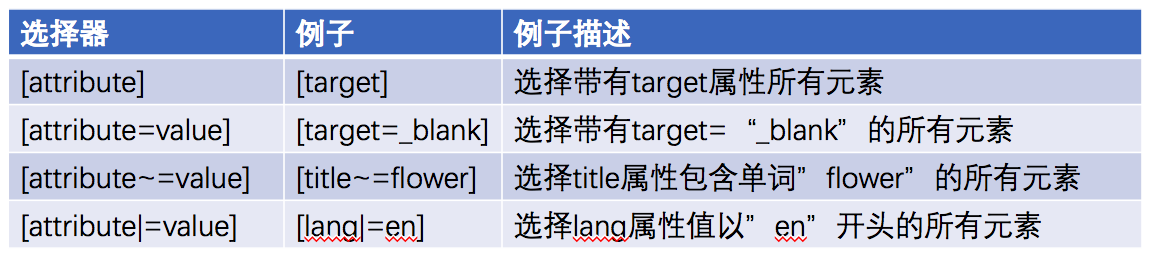 选择器 例子 例子描述
[attribute] [target] 选择带有target属性所有元素
[attribute=value] [target=_blank] 选择带有target= “_blank” 的所有元素
[attribute~=value] [title~=flower] 选择title属性包含单词” flower” 的所有元素
[attribute|=value] [lang|=en] 选择lang属性值以” en” 开头的所有元素